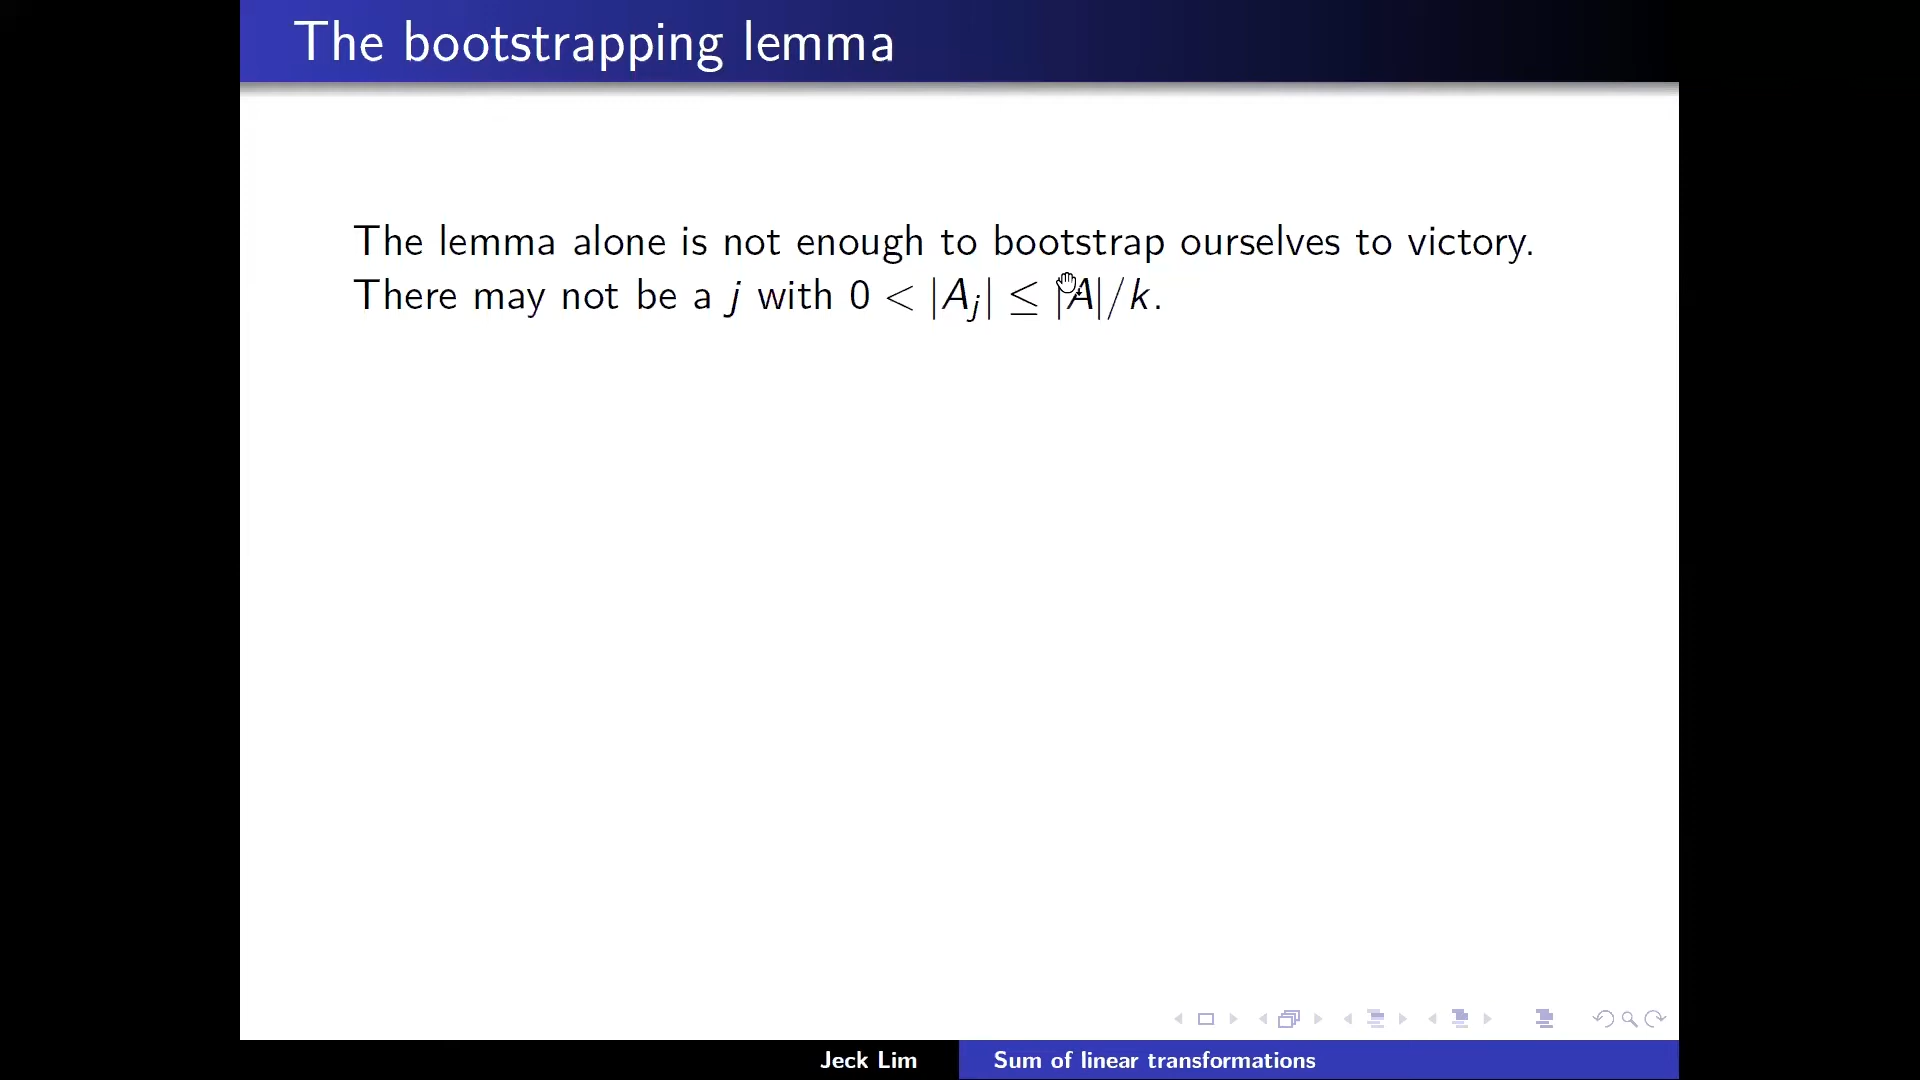 The bootstrapping lemma
The lemma alone is not enough to bootstrap ourselves to victory.
There may not be a j with 0 < |A_j| ≤ |A|/k.
Jeck Lim
Sum of linear transformations